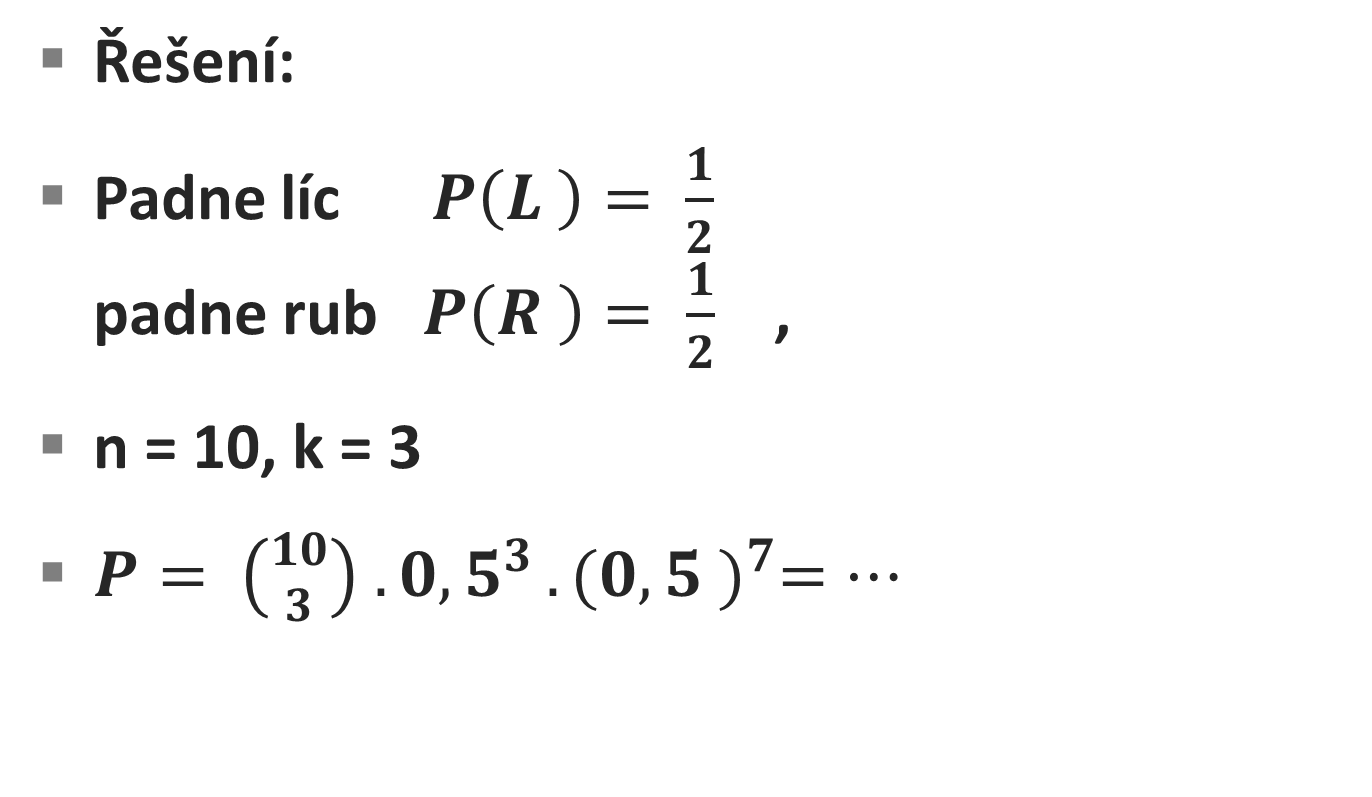 ▪ Řešení:
▪ Padne líc P(L ) = 1/2
padne rub P(R ) = 1/2 ,
▪ n = 10, k = 3
▪ P = (10 3) . 0, 5³ . (0, 5 )⁷= ⋯